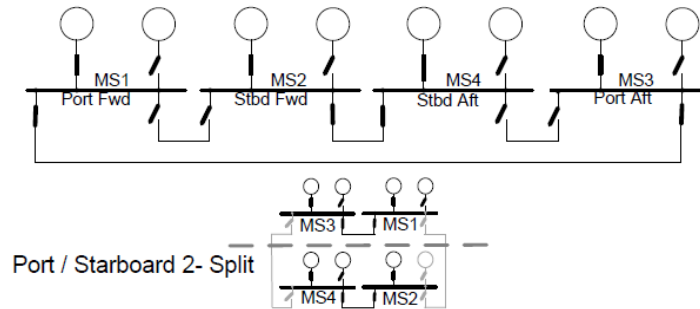 MS1 MS2 MS4 MS3
Port Fwd Stbd Fwd Stbd Aft Port Aft
MS3 MS1
Port / Starboard 2- Split
MS4 MS2